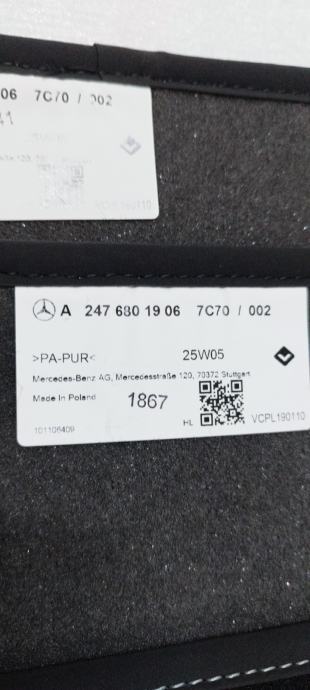 06 7C70 / 002
VCPL190110
A 247 680 19 06 7C70 / 002
>PA-PUR< 25W05
Mercedes-Benz AG, Mercedesstraße 120, 70372 Stuttgart
Made In Poland 1867
HL VCPL190110
101106409